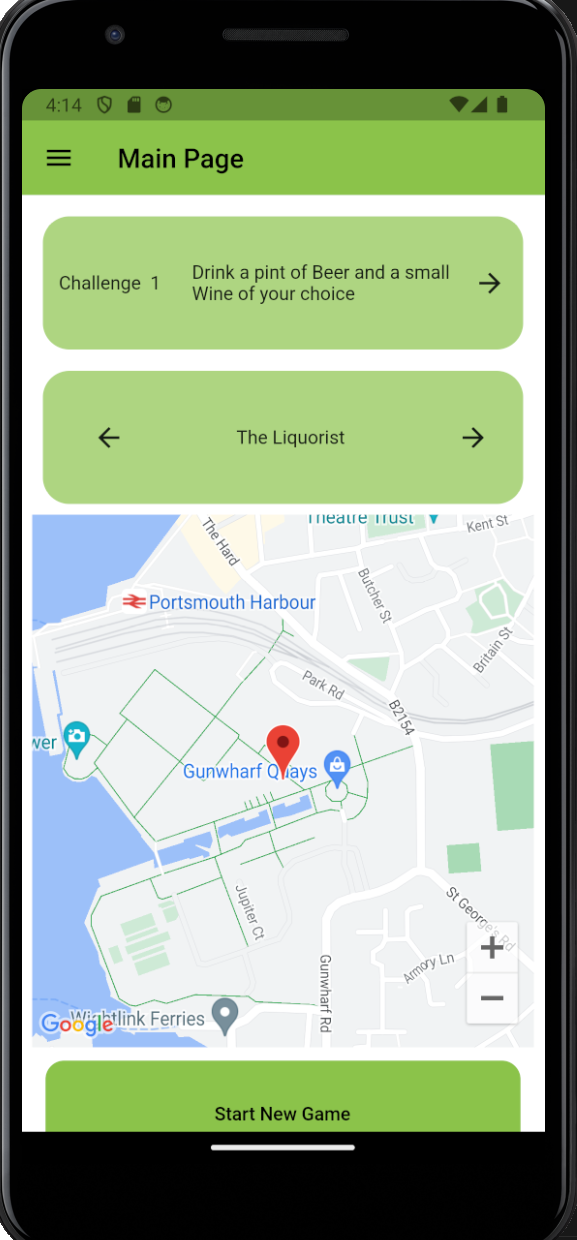 4:14
Main Page
Challenge 1
Drink a pint of Beer and a small
Wine of your choice
The Liquorist
Theatre Trust
Kent St
The Hard
Butcher St
Portsmouth Harbour
Britain St
Park Rd
B2154
wer
Gunwharf Quays
Jupiter Ct
St George's Rd
Armory Ln
Gunwharf Rd
Wightlink Ferries
Google
+
−
Start New Game